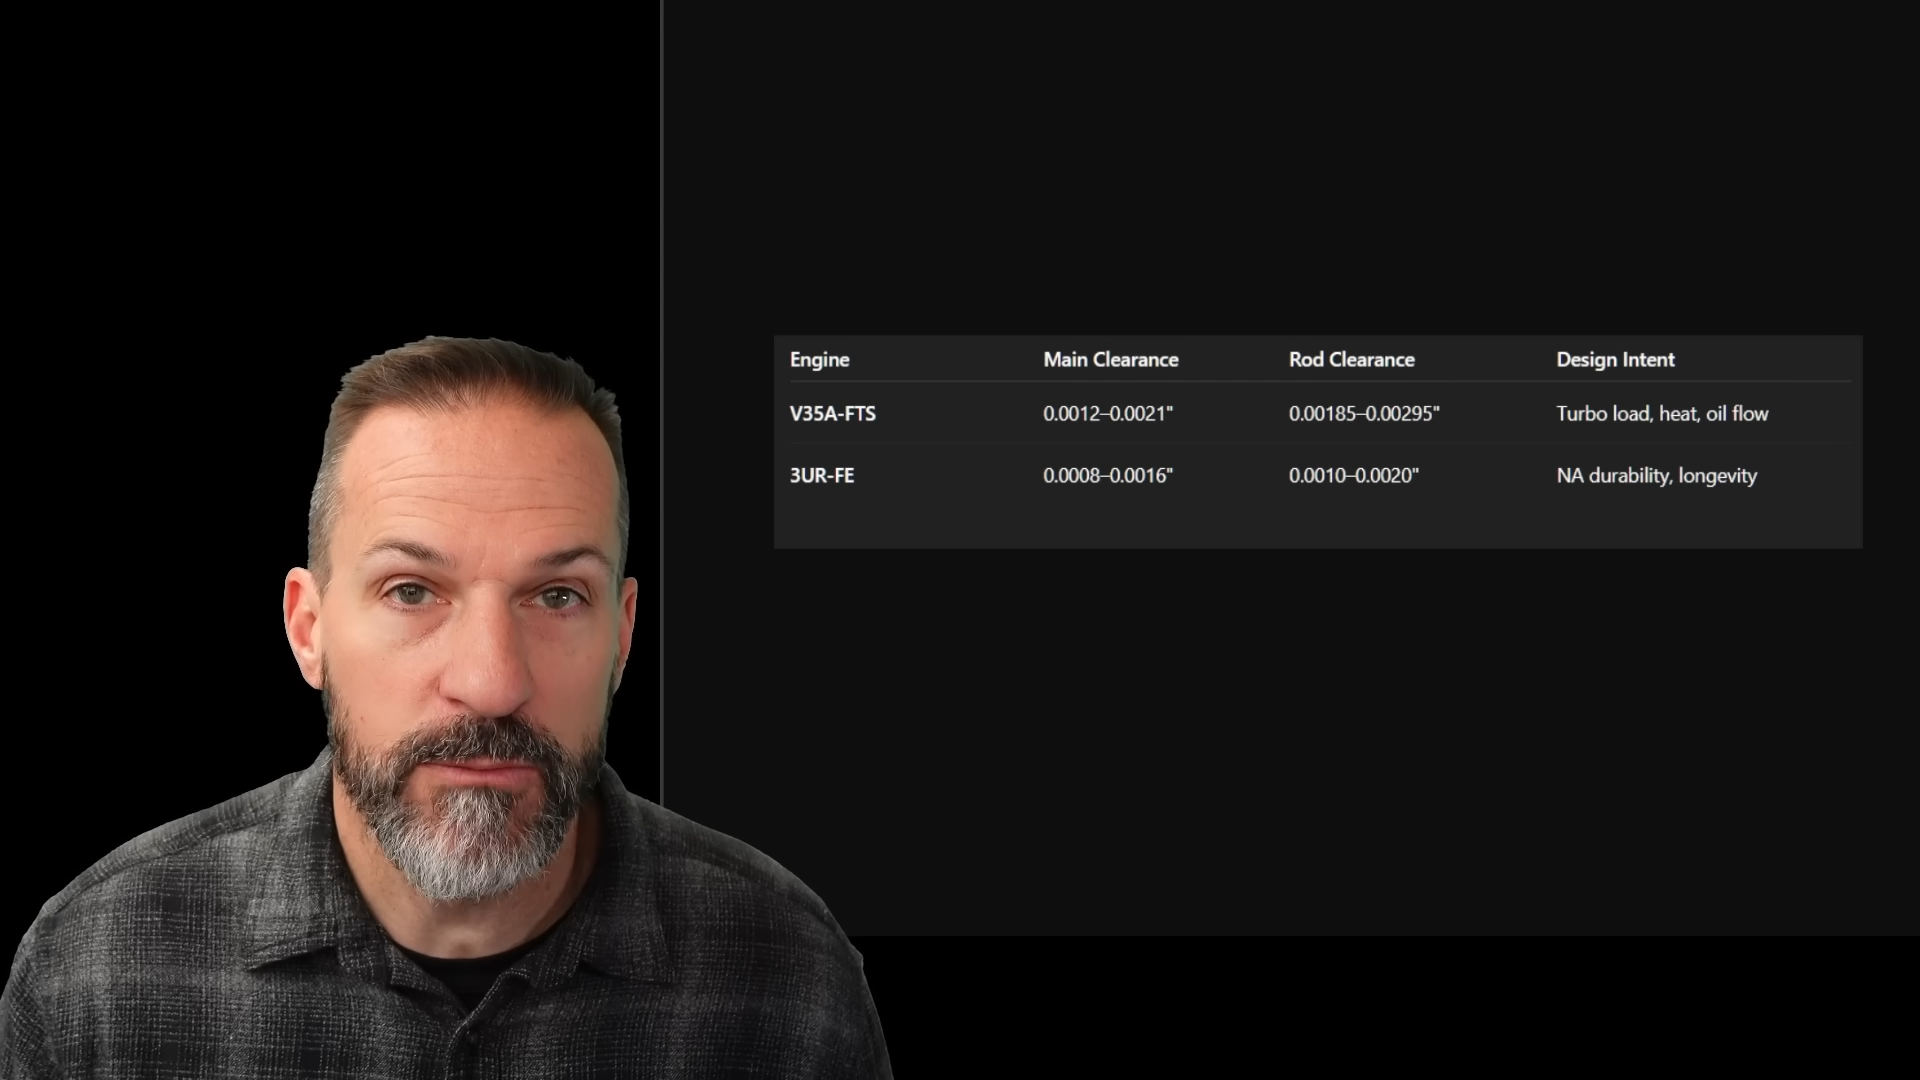 Engine Main Clearance Rod Clearance Design Intent
V35A-FTS 0.0012–0.0021" 0.00185–0.00295" Turbo load, heat, oil flow
3UR-FE 0.0008–0.0016" 0.0010–0.0020" NA durability, longevity